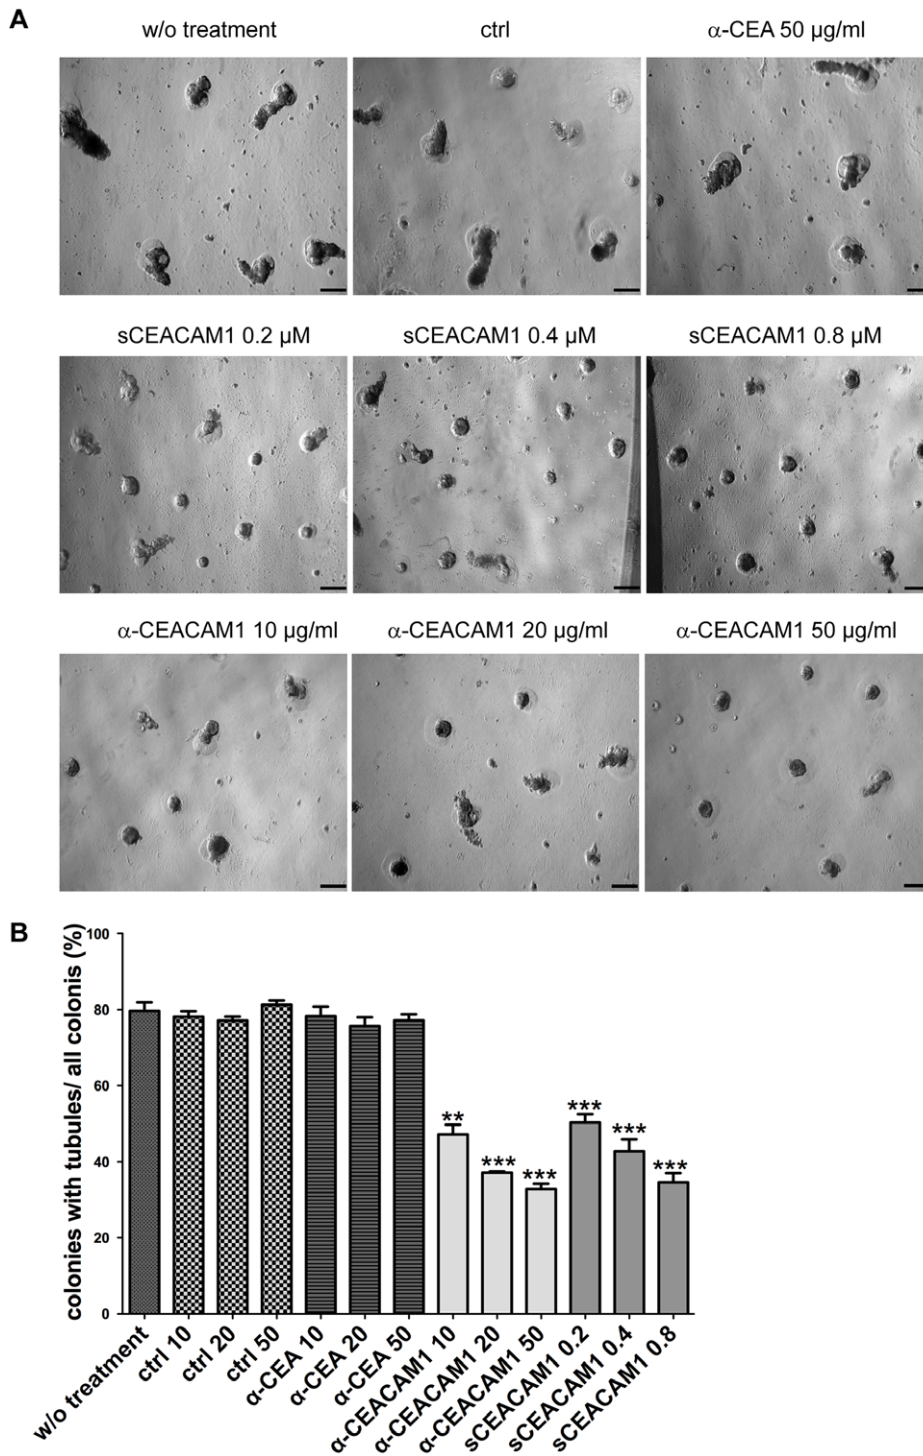 A
w/o treatment
ctrl
α-CEA 50 µg/ml
sCEACAM1 0.2 µM
sCEACAM1 0.4 µM
sCEACAM1 0.8 µM
α-CEACAM1 10 µg/ml
α-CEACAM1 20 µg/ml
α-CEACAM1 50 µg/ml
B
colonies with tubules/ all colonis (%)
100
80
60
40
20
0
**
***
***
***
***
***
w/o treatment
ctrl 10
ctrl 20
ctrl 50
α-CEA 10
α-CEA 20
α-CEA 50
α-CEACAM1 10
α-CEACAM1 20
α-CEACAM1 50
sCEACAM1 0.2
sCEACAM1 0.4
sCEACAM1 0.8